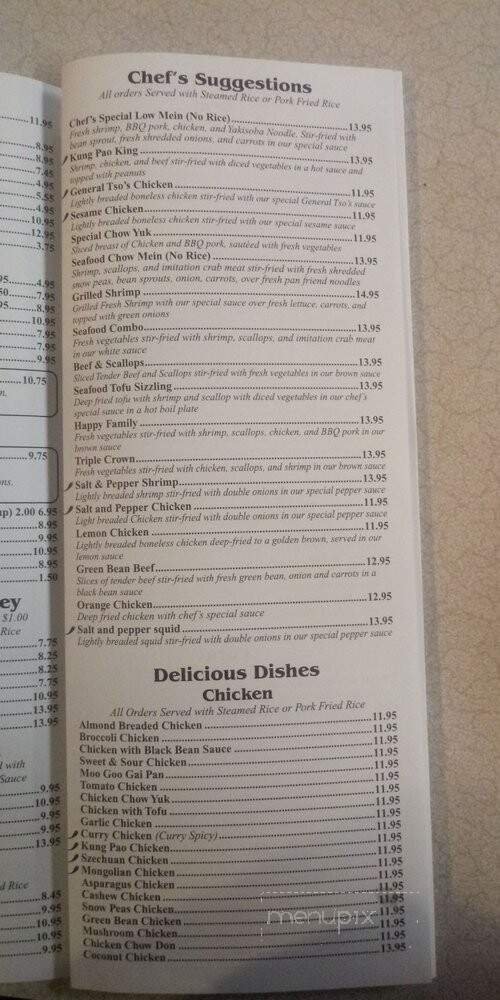 Chef's Suggestions
All orders Served with Steamed Rice or Pork Fried Rice
Chef's Special Low Mein (No Rice)..........13.95
Fresh shrimp, BBQ pork, chicken, and Yakisoba Noodle. Stir-fried with
bean sprout, fresh shredded onions, and carrots in our special sauce
Kung Pao King..........13.95
Shrimp, chicken, and beef stir-fried with diced vegetables in a hot sauce and
topped with peanuts
General Tso's Chicken..........11.95
Lightly breaded boneless chicken stir-fried with our special General Tso's sauce
Sesame Chicken..........11.95
Lightly breaded boneless chicken stir-fried with our special sesame sauce
Special Chow Yuk..........11.95
Sliced breast of Chicken and BBQ pork, sautéed with fresh vegetables
Seafood Chow Mein (No Rice)..........13.95
Shrimp, scallops, and imitation crab meat stir-fried with fresh shredded
snow peas, bean sprouts, onion, carrots, over fresh pan friend noodles
Grilled Shrimp..........14.95
Grilled Fresh Shrimp with our special sauce over fresh lettuce, carrots, and
topped with green onions
Seafood Combo..........13.95
Fresh vegetables stir-fried with shrimp, scallops, and imitation crab meat
in our white sauce
Beef & Scallops..........13.95
Sliced Tender Beef and Scallops stir-fried with fresh vegetables in our brown sauce
Seafood Tofu Sizzling..........13.95
Deep fried tofu with shrimp and scallop with diced vegetables in our chef's
special sauce in a hot boil plate
Happy Family..........13.95
Fresh vegetables stir-fried with shrimp, scallops, chicken, and BBQ pork in our
brown sauce
Triple Crown..........13.95
Fresh vegetables stir-fried with chicken, scallops, and shrimp in our brown sauce
Salt & Pepper Shrimp..........13.95
Lightly breaded shrimp stir-fried with double onions in our special pepper sauce
Salt and Pepper Chicken..........11.95
Light breaded Chicken stir-fried with double onions in our special pepper sauce
Lemon Chicken..........11.95
Lightly breaded boneless chicken deep-fried to a golden brown, served in our
lemon sauce
Green Bean Beef..........12.95
Slices of tender beef stir-fried with fresh green bean, onion and carrots in a
black bean sauce
Orange Chicken..........12.95
Deep fried chicken with chef's special sauce
Salt and pepper squid..........13.95
Lightly breaded squid stir-fried with double onions in our special pepper sauce
Delicious Dishes
Chicken
All Orders Served with Steamed Rice or Pork Fried Rice
Almond Breaded Chicken..........11.95
Broccoli Chicken..........11.95
Chicken with Black Bean Sauce..........11.95
Sweet & Sour Chicken..........11.95
Moo Goo Gai Pan..........11.95
Tomato Chicken..........11.95
Chicken Chow Yuk..........11.95
Chicken with Tofu..........11.95
Garlic Chicken..........11.95
Curry Chicken (Curry Spicy)..........11.95
Kung Pao Chicken..........11.95
Szechuan Chicken..........11.95
Mongolian Chicken..........11.95
Asparagus Chicken..........11.95
Cashew Chicken..........11.95
Snow Peas Chicken..........11.95
Green Bean Chicken..........11.95
Mushroom Chicken..........11.95
Chicken Chow Don..........11.95
Coconut Chicken..........13.95
menupix